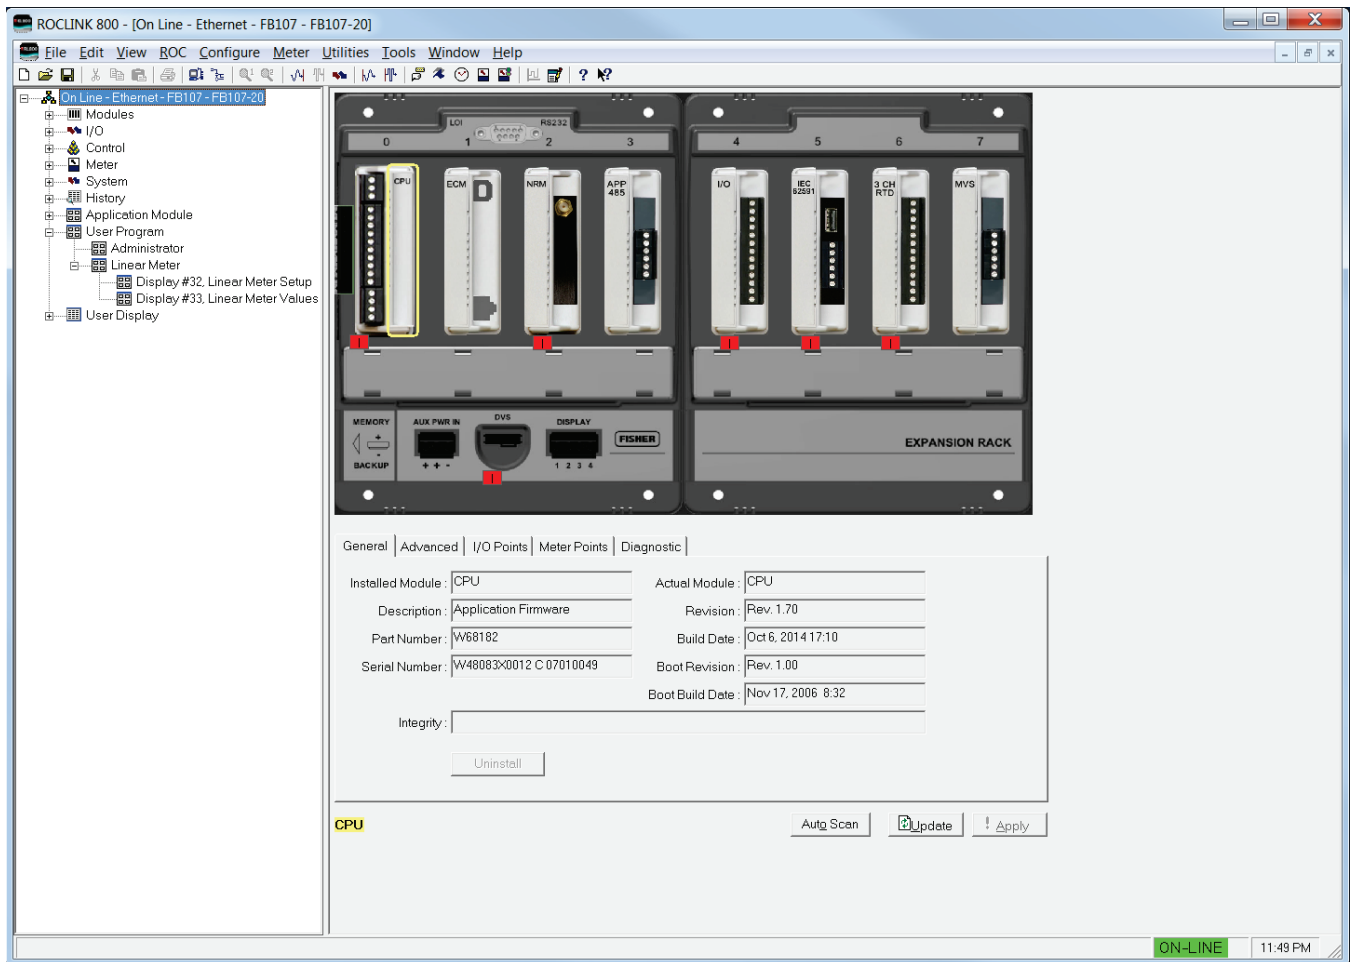 ROCLINK 800 - [On Line - Ethernet - FB107 - FB107-20]
File Edit View ROC Configure Meter Utilities Tools Window Help
On Line - Ethernet - FB107 - FB107-20
Modules
I/O
Control
Meter
System
History
Application Module
User Program
Administrator
Linear Meter
Display #32, Linear Meter Setup
Display #33, Linear Meter Values
User Display
LOI RS232
0 1 2 3 4 5 6 7
CPU ECM NRM APP 485 I/O IEC 62591 3 CH RTD MVS
MEMORY
BACKUP
AUX PWR IN
+ + -
DVS
DISPLAY
1 2 3 4
FISHER
EXPANSION RACK
General Advanced I/O Points Meter Points Diagnostic
Installed Module : CPU Actual Module : CPU
Description : Application Firmware Revision : Rev. 1.70
Part Number : W68182 Build Date : Oct 6, 2014 17:10
Serial Number : W48083X0012 C 07010049 Boot Revision : Rev. 1.00
Boot Build Date : Nov 17, 2006 8:32
Integrity :
Uninstall
CPU Auto Scan Update ! Apply
ON-LINE 11:49 PM